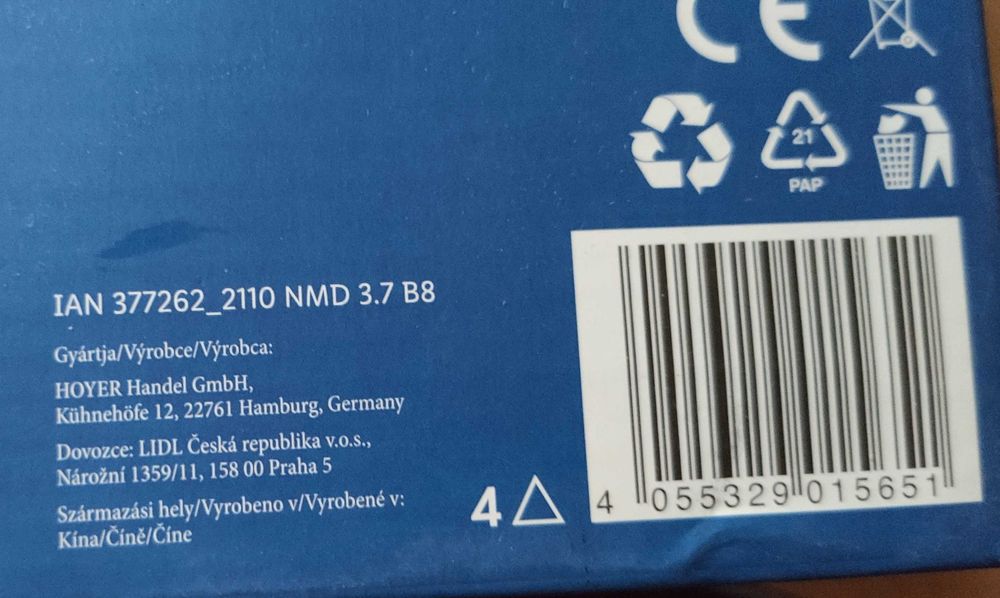 CE
21
PAP
IAN 377262_2110 NMD 3.7 B8
Gyártja/Výrobce/Výrobca:
HOYER Handel GmbH,
Kühnehöfe 12, 22761 Hamburg, Germany
Dovozce: LIDL Česká republika v.o.s.,
Nárožní 1359/11, 158 00 Praha 5
Származási hely/Vyrobeno v/Vyrobené v:
Kína/Číně/Číne
4
4 055329 015651